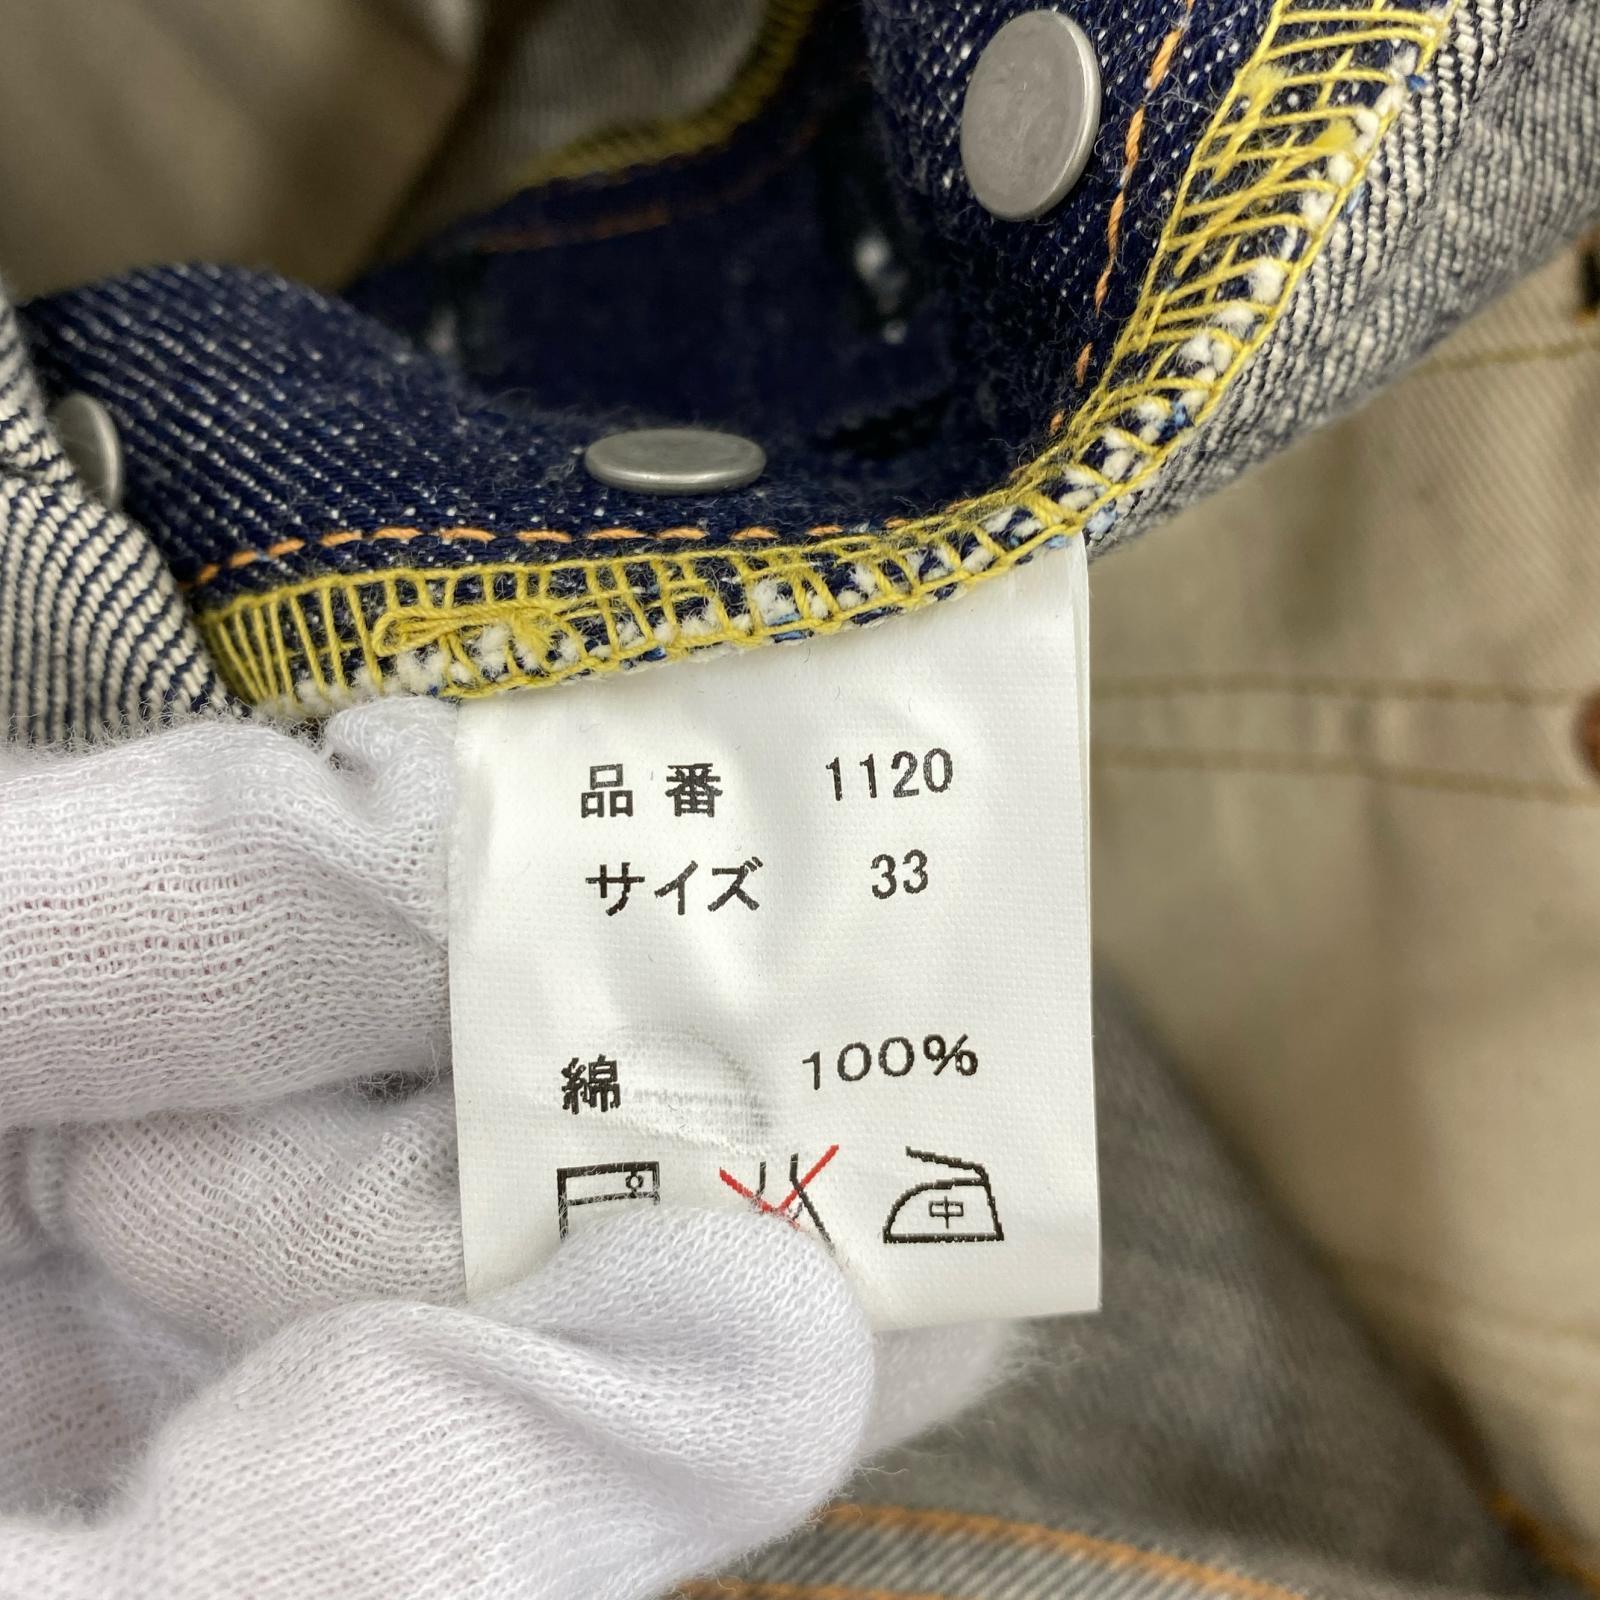 品番 1120
サイズ 33
綿 100%
中